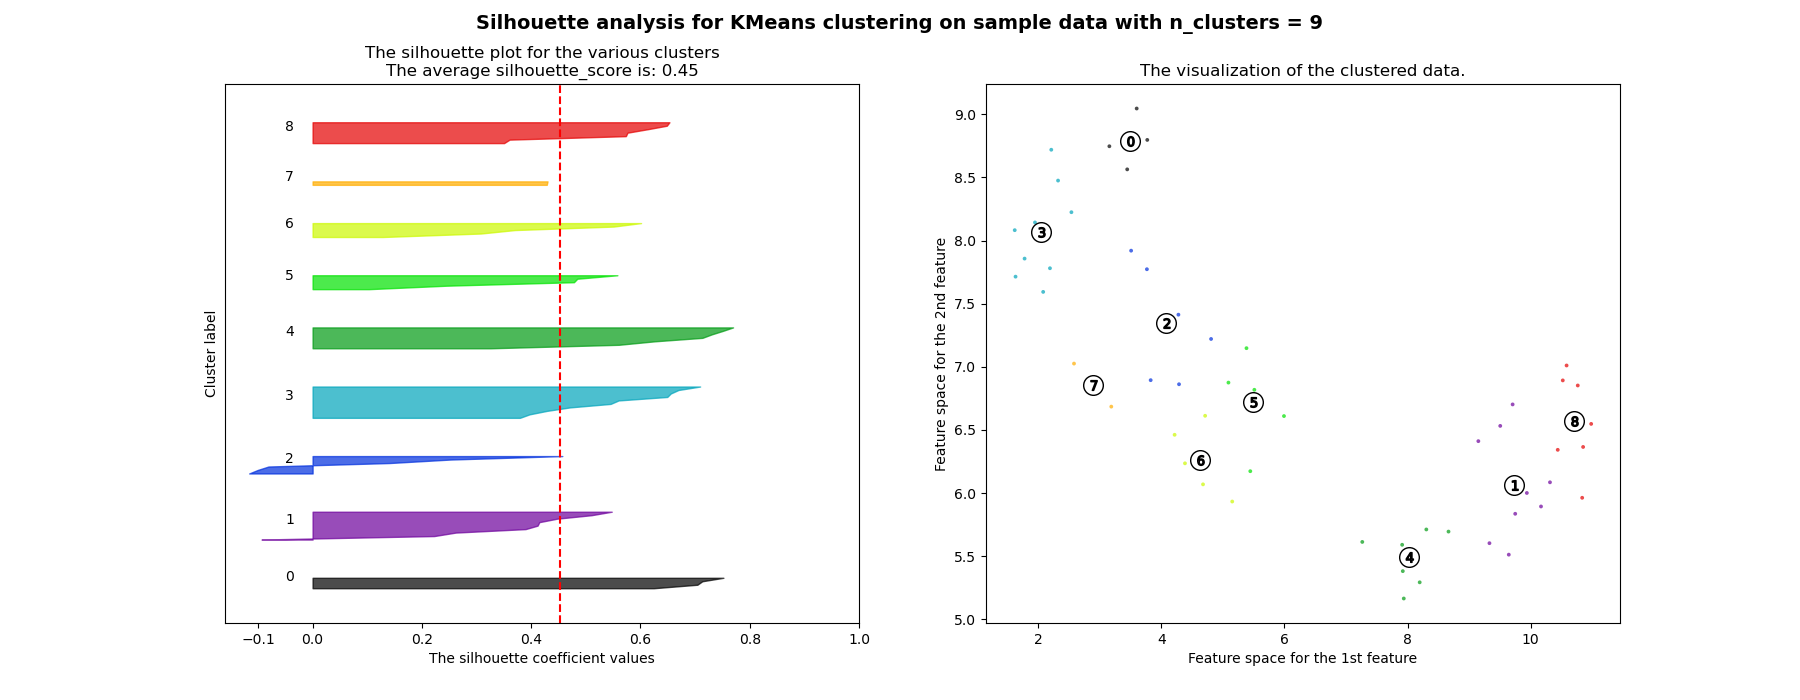 Silhouette analysis for KMeans clustering on sample data with n_clusters = 9
The silhouette plot for the various clusters
The average silhouette_score is: 0.45
8
7
6
5
4
3
2
1
0
Cluster label
−0.1 0.0 0.2 0.4 0.6 0.8 1.0
The silhouette coefficient values
The visualization of the clustered data.
9.0
8.5
8.0
7.5
7.0
6.5
6.0
5.5
5.0
Feature space for the 2nd feature
0
3
2
7
5
8
6
1
4
2 4 6 8 10
Feature space for the 1st feature